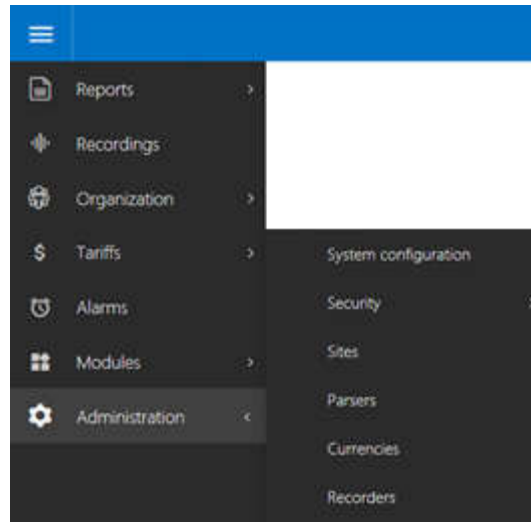 Reports
Recordings
Organization
Tariffs
Alarms
Modules
Administration
System configuration
Security
Sites
Parsers
Currencies
Recorders